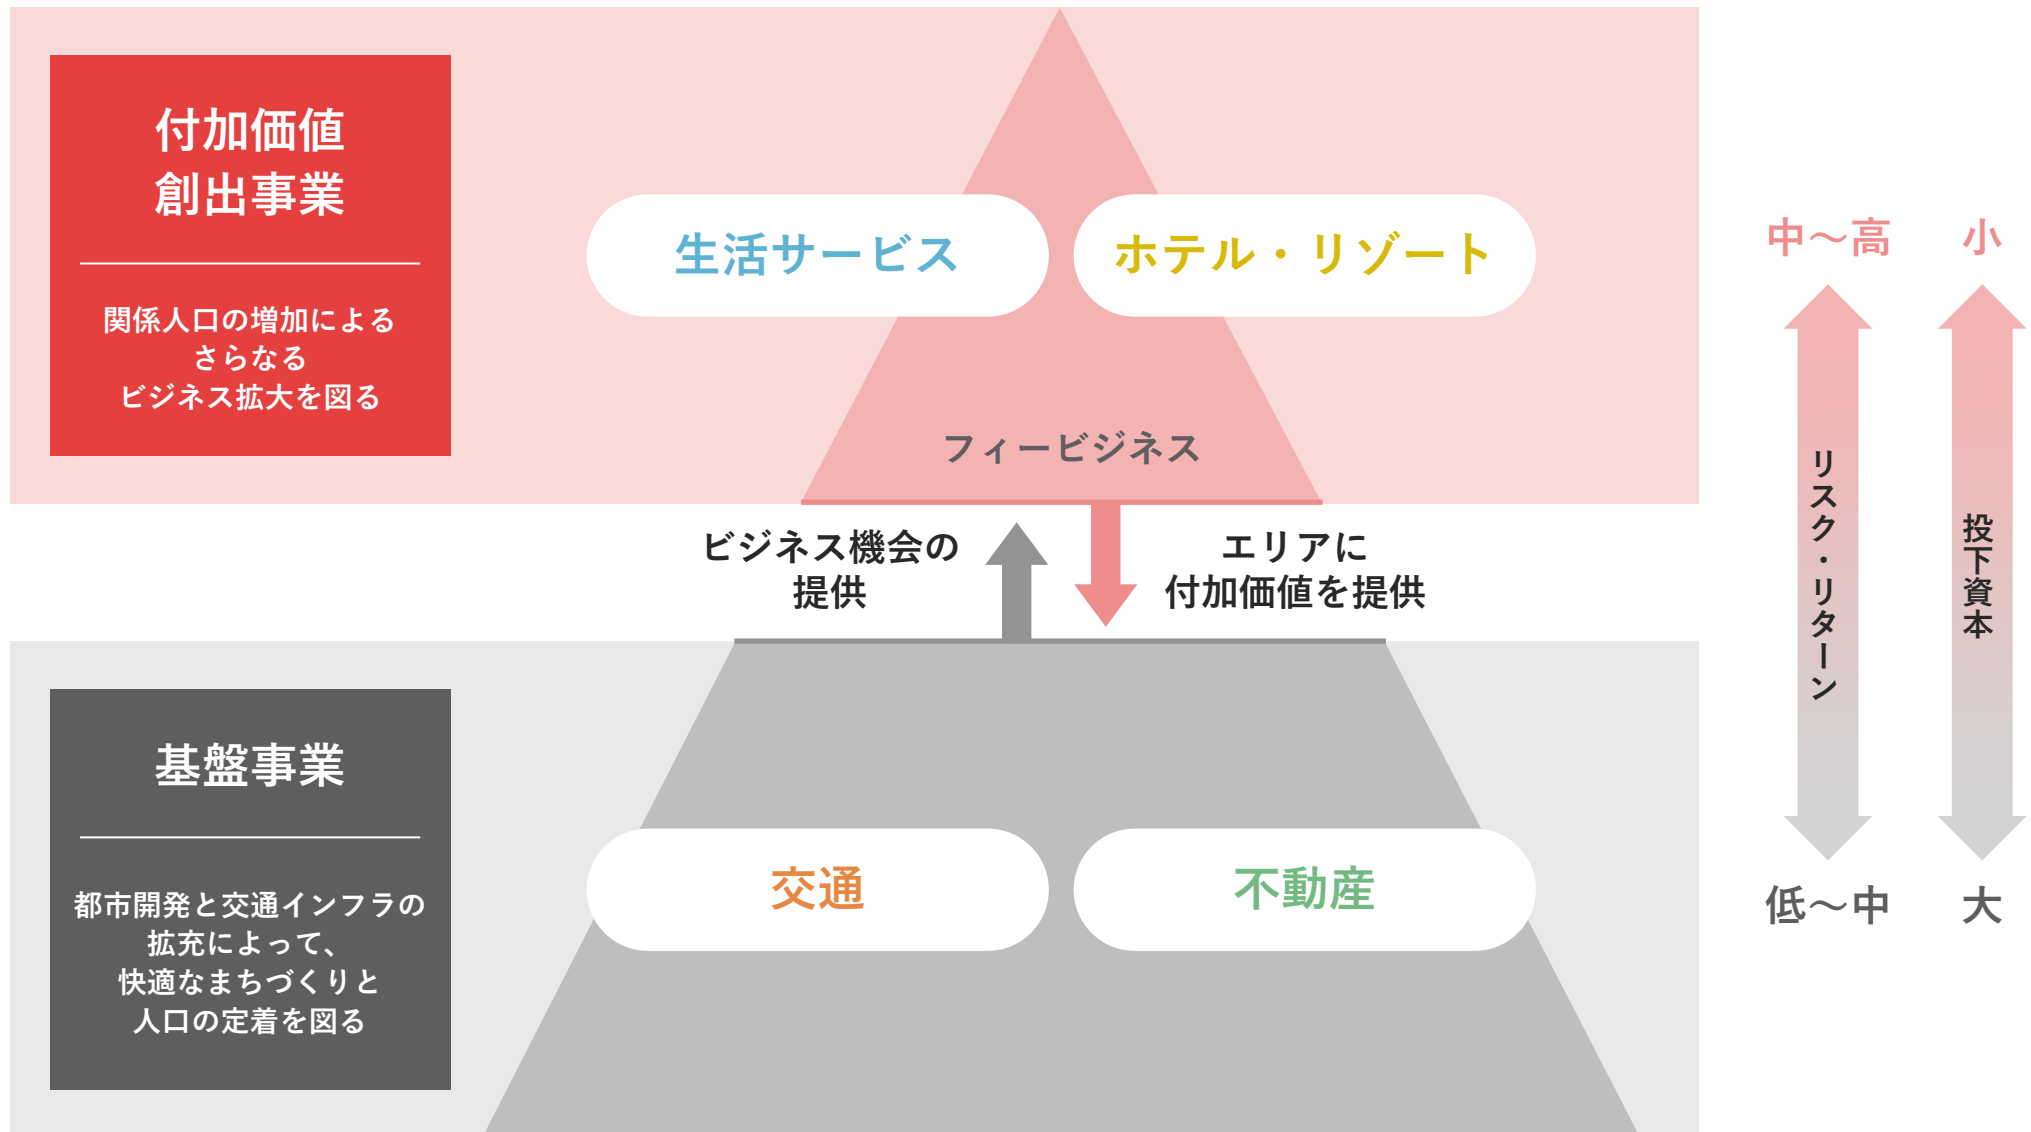 付加価値
創出事業
関係人口の増加による
さらなる
ビジネス拡大を図る
生活サービス
ホテル・リゾート
フィービジネス
ビジネス機会の
提供
エリアに
付加価値を提供
基盤事業
都市開発と交通インフラの
拡充によって、
快適なまちづくりと
人口の定着を図る
交通
不動産
中〜高
リスク・リターン
低〜中
小
投下資本
大